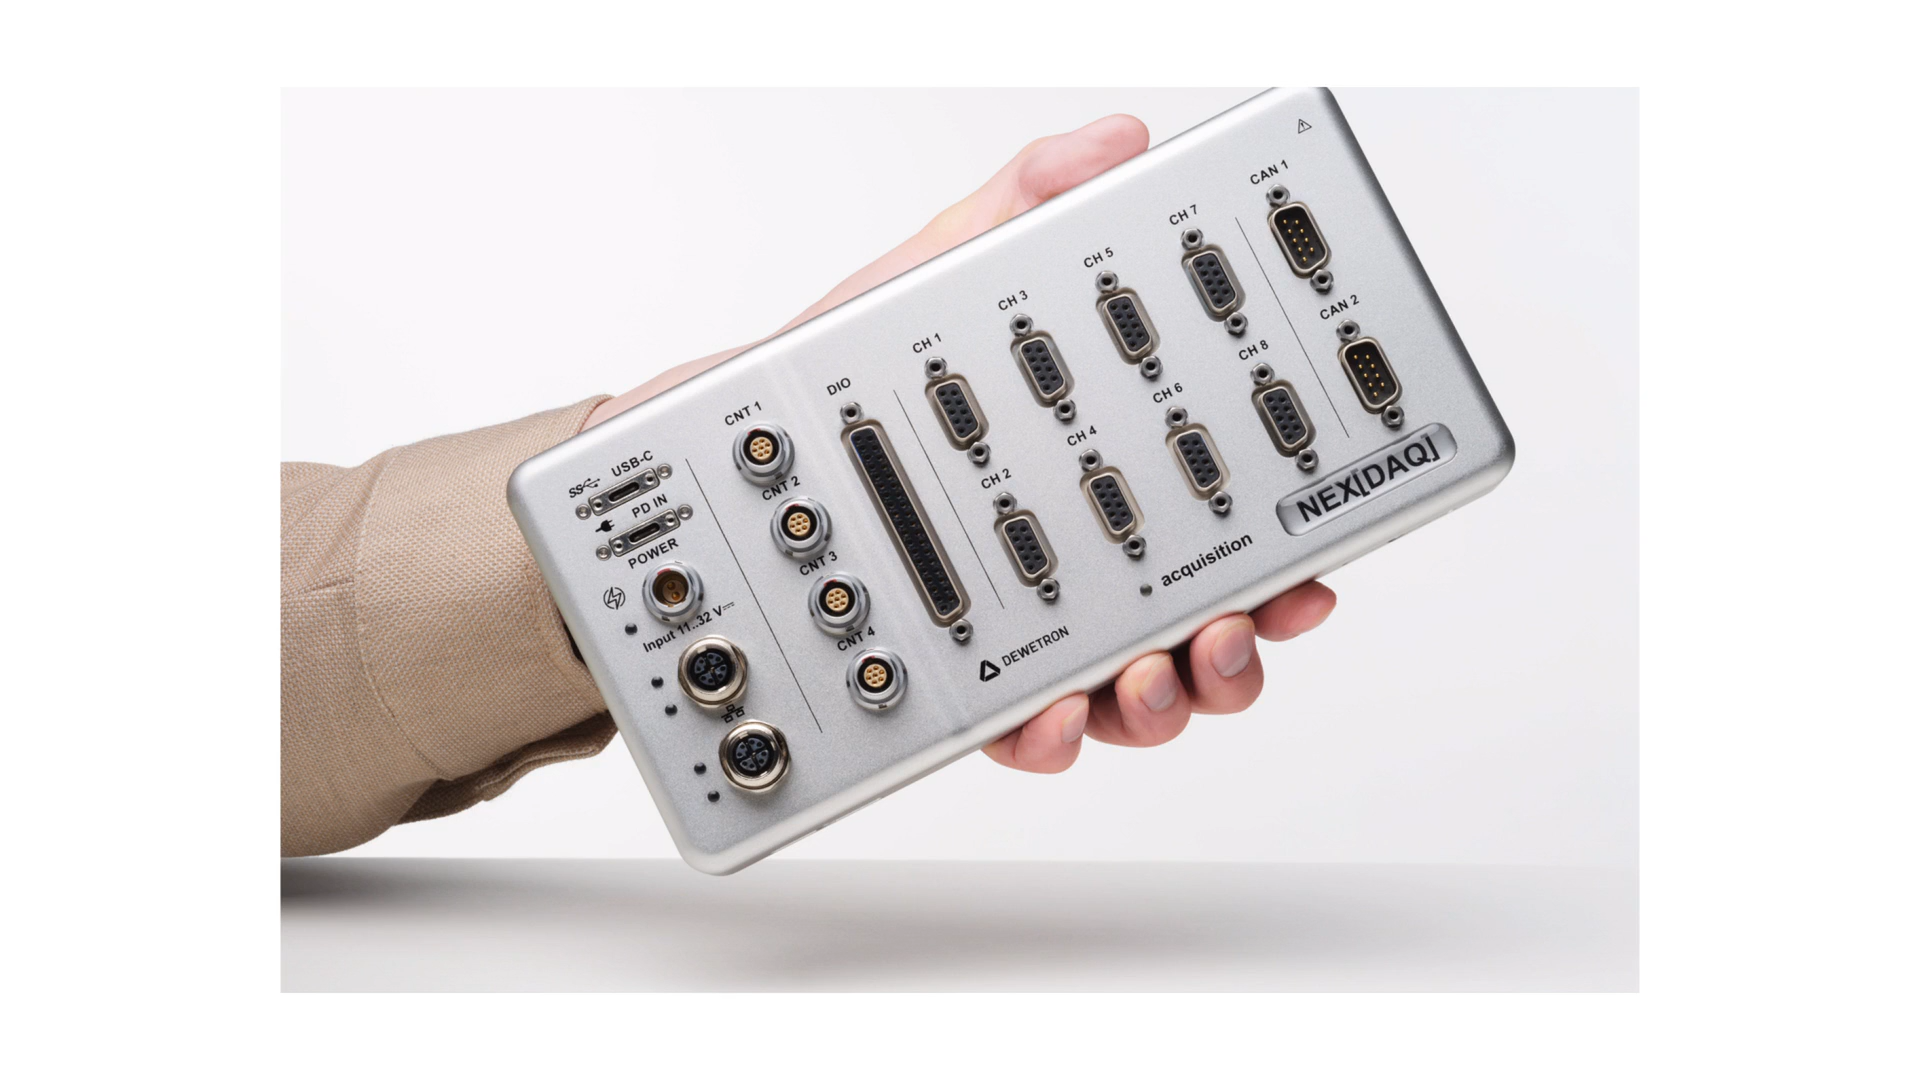 USB-C
PD IN
POWER
Input 11..32 V⎓
CNT 1
CNT 2
CNT 3
CNT 4
DIO
CH 1
CH 2
CH 3
CH 4
CH 5
CH 6
CH 7
CH 8
CAN 1
CAN 2
SS
DEWETRON
acquisition
NEX[DAQ]